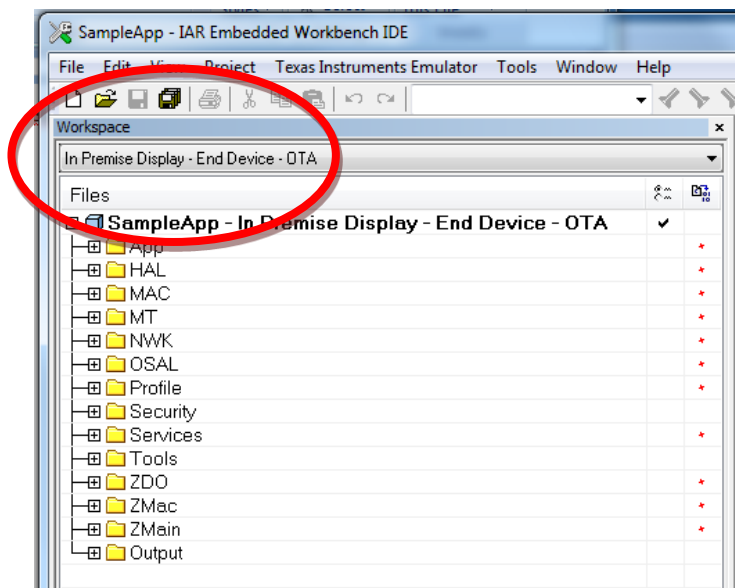 SampleApp - IAR Embedded Workbench IDE
File Edit View Project Texas Instruments Emulator Tools Window Help
Workspace
In Premise Display - End Device - OTA
Files
SampleApp - In Premise Display - End Device - OTA
App
HAL
MAC
MT
NWK
OSAL
Profile
Security
Services
Tools
ZDO
ZMac
ZMain
Output